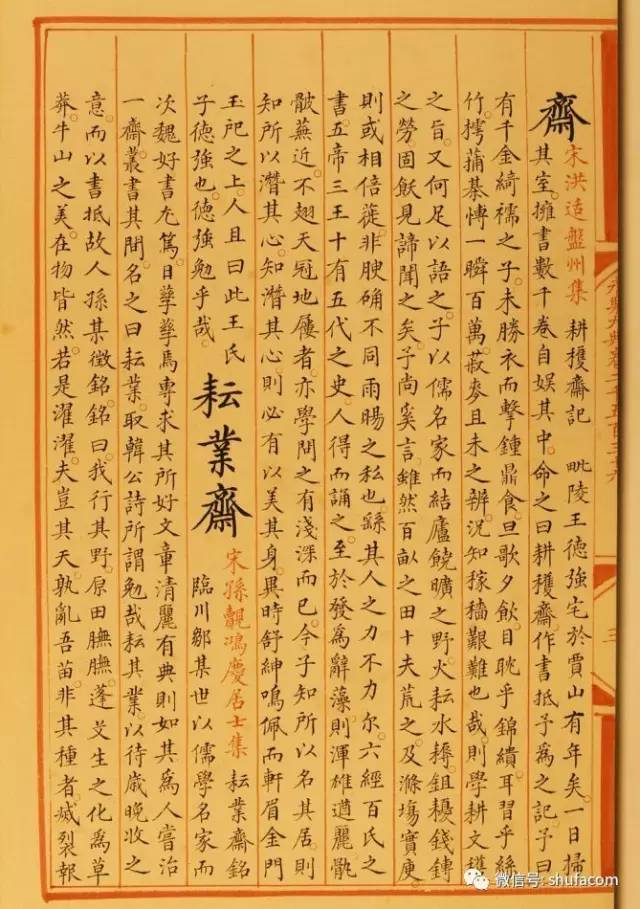 永樂大典卷二千五百三十六
三
齋
宋洪适盤州集 耕穫齋記 毗陵王德強宅於賈山有年矣一日掃
其室擁書數千卷自娛其中命之曰耕穫齋作書抵予為之記予曰
有千金綺襦之子未勝衣而擊鍾鼎食旦歌夕飲目眈乎錦繢耳習乎絲
竹摴蒱棊愽一瞬百萬菽麥且未之辨況知稼穡艱難也哉則學耕文穫
之旨又何足以語之子以儒名家而結廬饒曠之野火耘水耨鉏櫌錢鎛
之勞固飫見諦聞之矣予尚奚言雖然百畝之田十夫荒之及滌場實庾
則或相倍蓰非腴确不同雨暘之私也繇其人之力不力尔六經百氏之
書五帝三王十有五代之史人得而誦之至於發為辭藻則渾雄遒麗骫
骳蕪近不翅天冠地屨者亦學問之有淺深而已今子知所以名其居則
知所以潛其心知潛其心則必有以美其身異時舒紳鳴佩而軒眉金門
玉戺之上人且曰此王氏
子德強也德強勉乎哉
耘業齋
宋孫覿鴻慶居士集 耘業齋銘
臨川鄒某世以儒學名家而
次魏好書尤篤日孳孳焉專求其所好文章清麗有典則如其為人嘗治
一齋叢書其間名之曰耘業取韓公詩所謂勉哉耘其業以待歲晚收之
意而以書抵故人孫某徵銘銘曰我行其野原田膴膴蓬艾生之化為草
莽牛山之美在物皆然若是濯濯夫豈其天孰亂吾苗非其種者烕裂報
微信号: shufacom